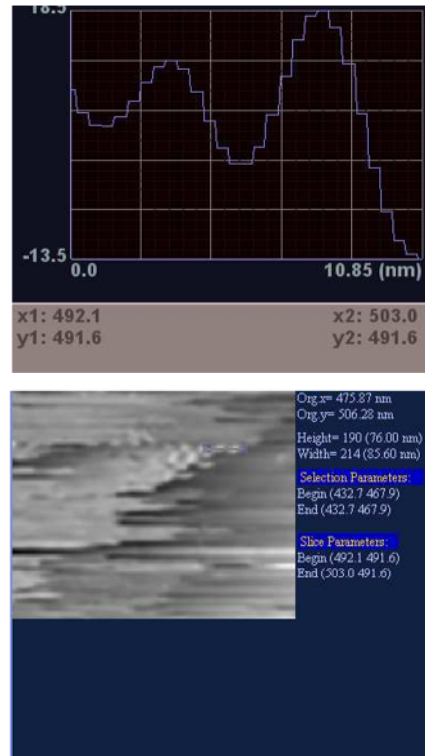 18.5
-13.5
0.0 10.85 (nm)
x1: 492.1 x2: 503.0
y1: 491.6 y2: 491.6
Org.x= 475.87 nm
Org.y= 506.28 nm
Height= 190 (76.00 nm)
Width= 214 (85.60 nm)
Selection Parameters:
Begin (432.7 467.9)
End (432.7 467.9)
Slice Parameters:
Begin (492.1 491.6)
End (503.0 491.6)